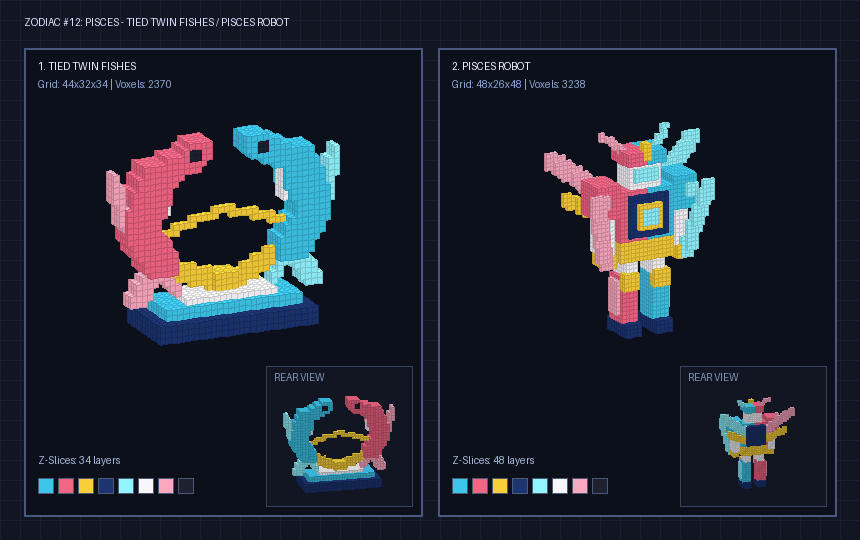 ZODIAC #12: PISCES - TIED TWIN FISHES / PISCES ROBOT
1. TIED TWIN FISHES
Grid: 44x32x34 | Voxels: 2370
REAR VIEW
Z-Slices: 34 layers
2. PISCES ROBOT
Grid: 48x26x48 | Voxels: 3238
REAR VIEW
Z-Slices: 48 layers